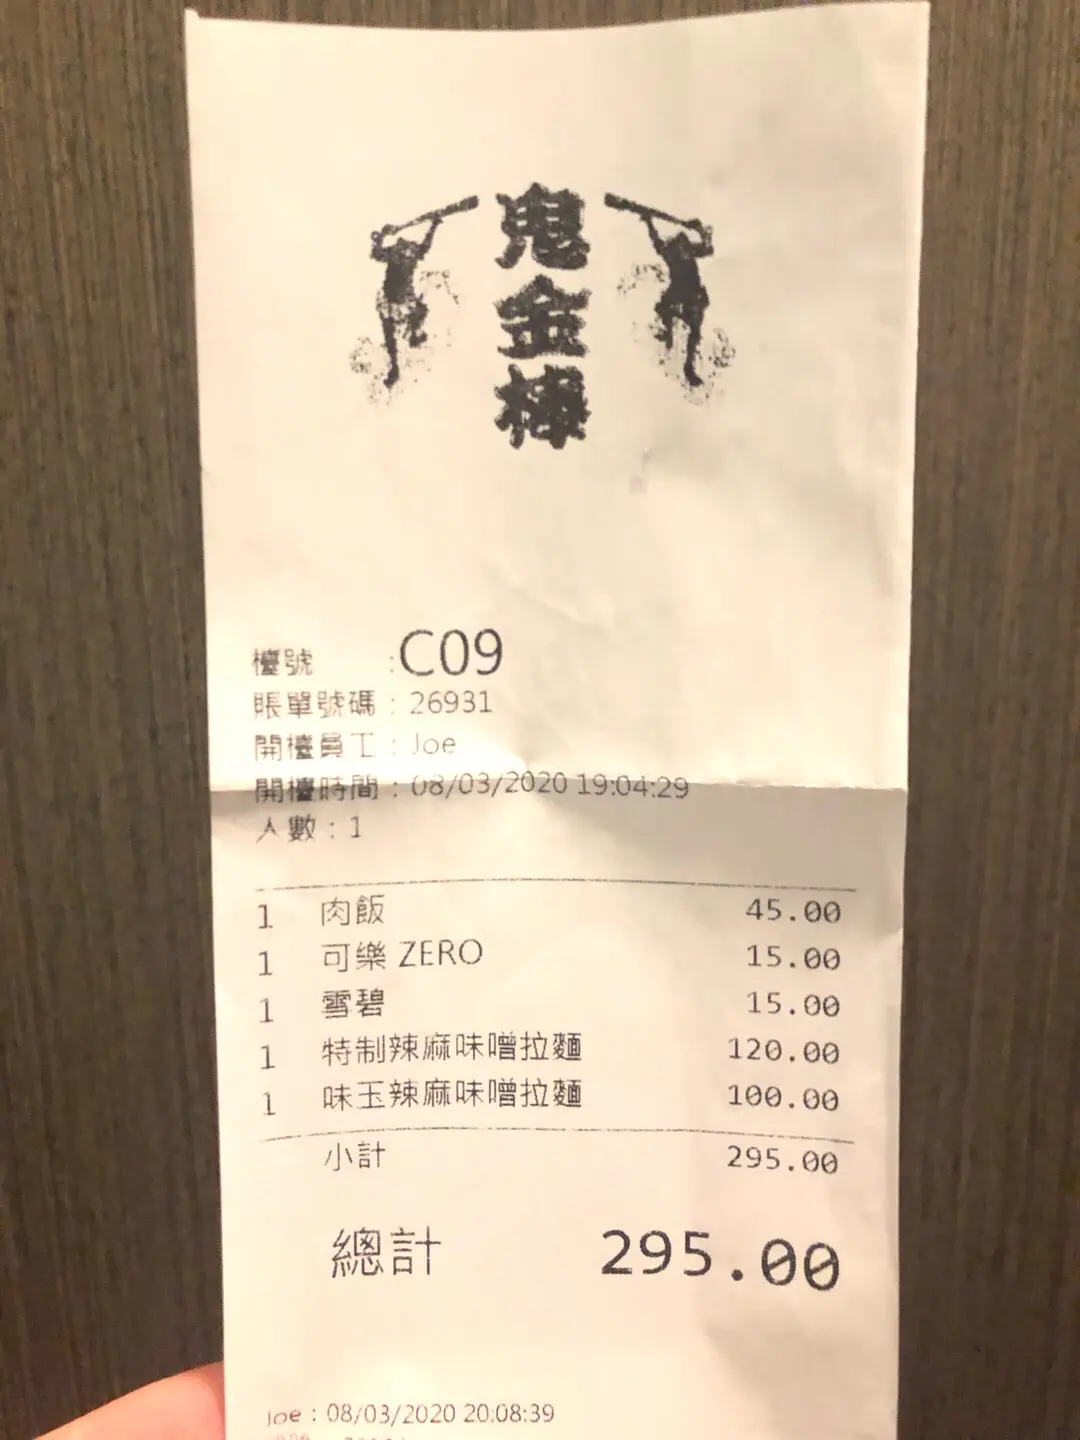 鬼金棒
檯號 :C09
賬單號碼 : 26931
開檯員工 : Joe
開檯時間 : 08/03/2020 19:04:29
人數 : 1
1 肉飯 45.00
1 可樂 ZERO 15.00
1 雪碧 15.00
1 特制辣麻味噌拉麵 120.00
1 味玉辣麻味噌拉麵 100.00
小計 295.00
總計 295.00
Joe : 08/03/2020 20:08:39